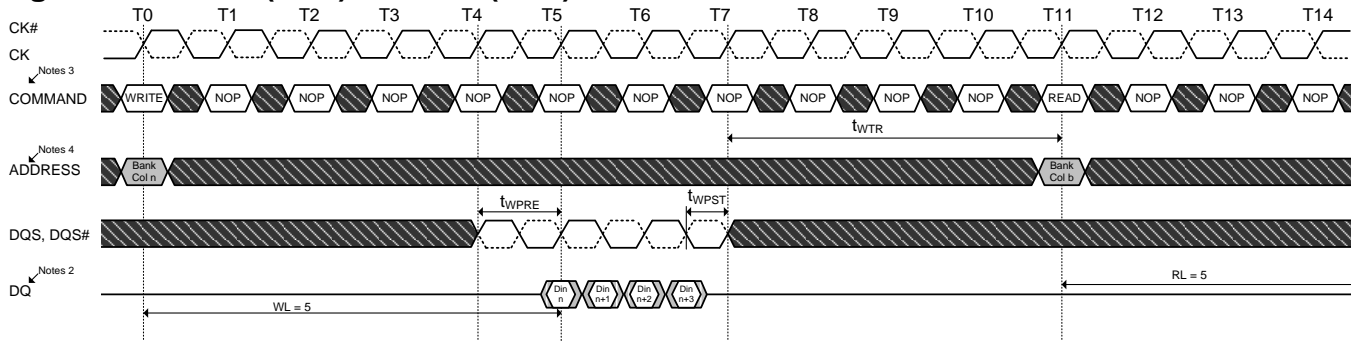 T0 T1 T2 T3 T4 T5 T6 T7 T8 T9 T10 T11 T12 T13 T14
CK#
CK
Notes 3
COMMAND WRITE NOP NOP NOP NOP NOP NOP NOP NOP NOP NOP READ NOP NOP NOP
tWTR
Notes 4
ADDRESS Bank Col n Bank Col b
tWPRE tWPST
DQS, DQS#
Notes 2
DQ Din n Din n+1 Din n+2 Din n+3
RL = 5
WL = 5